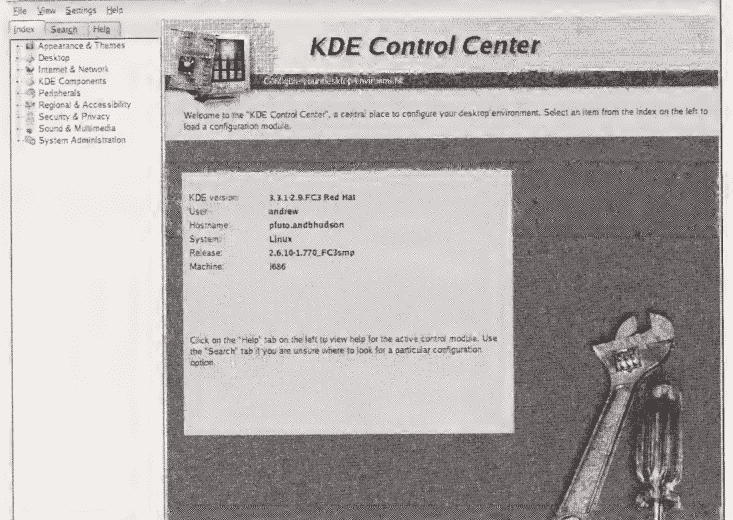 File View Settings Help
Index Search Help
Appearance & Themes
Desktop
Internet & Network
KDE Components
Peripherals
Regional & Accessibility
Security & Privacy
Sound & Multimedia
System Administration
KDE Control Center
Configure your desktop environment
Welcome to the "KDE Control Center", a central place to configure your desktop environment. Select an item from the index on the left to
load a configuration module.
KDE version: 3.3.1-2.9.FC3 Red Hat
User: andrew
Hostname: pluto.andbhudson
System: Linux
Release: 2.6.10-1.770_FC3smp
Machine: i686
Click on the "Help" tab on the left to view help for the active control module. Use
the "Search" tab if you are unsure where to look for a particular configuration
option.